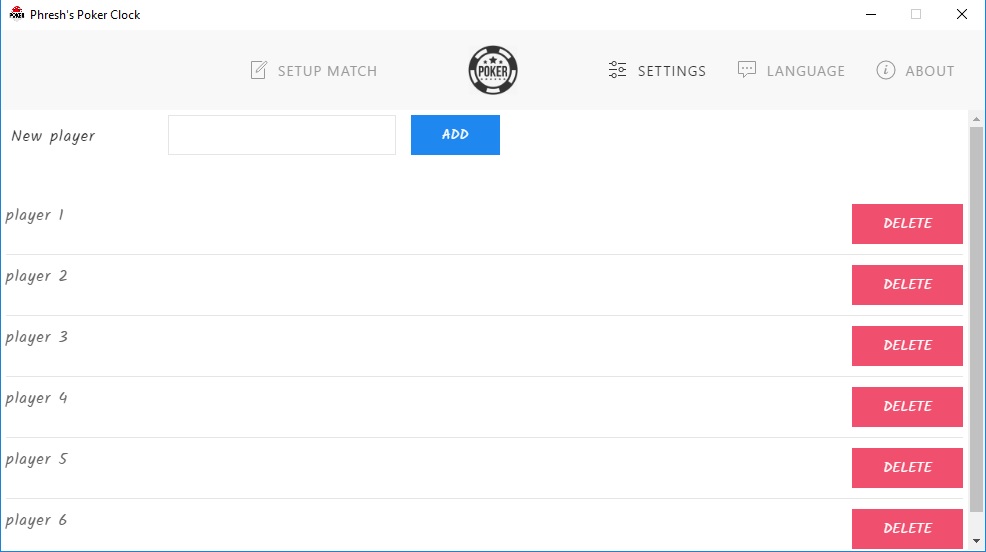 Phresh's Poker Clock
SETUP MATCH
POKER
SETTINGS
LANGUAGE
ABOUT
New player
ADD
player 1
DELETE
player 2
DELETE
player 3
DELETE
player 4
DELETE
player 5
DELETE
player 6
DELETE